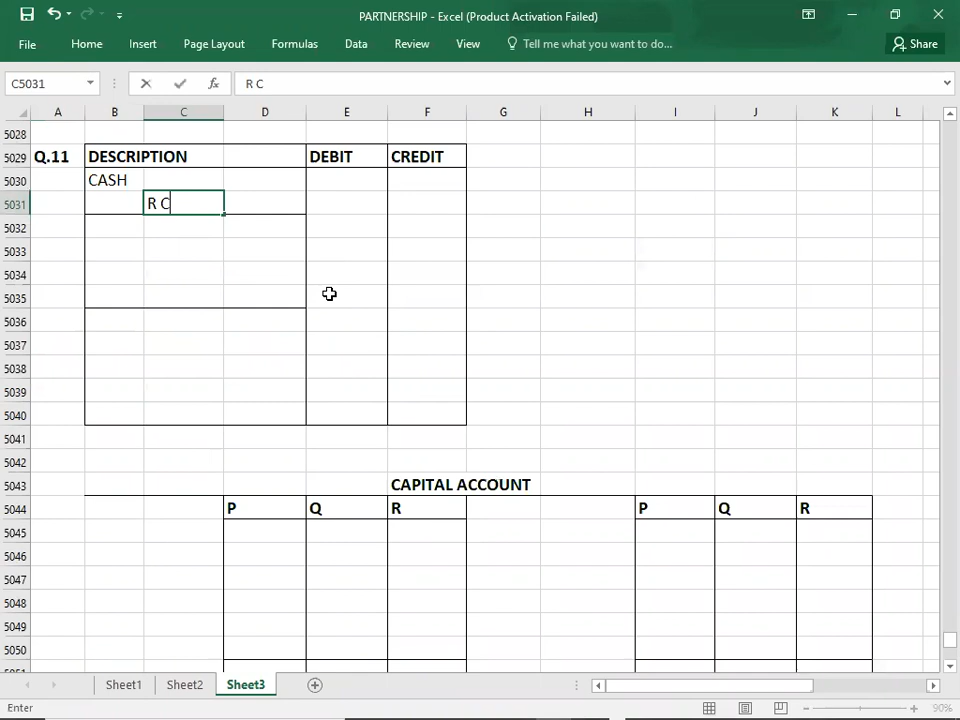 PARTNERSHIP - Excel (Product Activation Failed)
File Home Insert Page Layout Formulas Data Review View Tell me what you want to do... Share
C5031 fx R C
A B C D E F G H I J K L
5028
5029 Q.11 DESCRIPTION DEBIT CREDIT
5030 CASH
5031 R C
5032
5033
5034
5035
5036
5037
5038
5039
5040
5041
5042
5043 CAPITAL ACCOUNT
5044 P Q R P Q R
5045
5046
5047
5048
5049
5050
Sheet1 Sheet2 Sheet3
Enter 90%